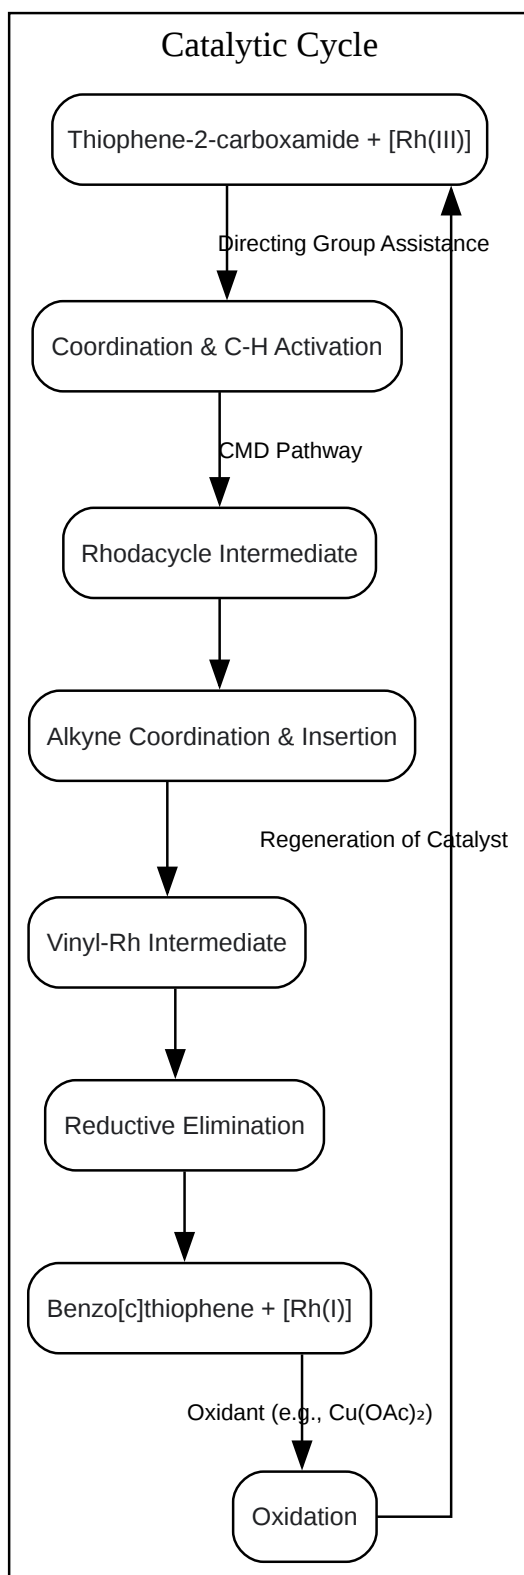 Catalytic Cycle
Thiophene-2-carboxamide + [Rh(III)]
Directing Group Assistance
Coordination & C-H Activation
CMD Pathway
Rhodacycle Intermediate
Alkyne Coordination & Insertion
Regeneration of Catalyst
Vinyl-Rh Intermediate
Reductive Elimination
Benzo[c]thiophene + [Rh(I)]
Oxidant (e.g., Cu(OAc)₂)
Oxidation